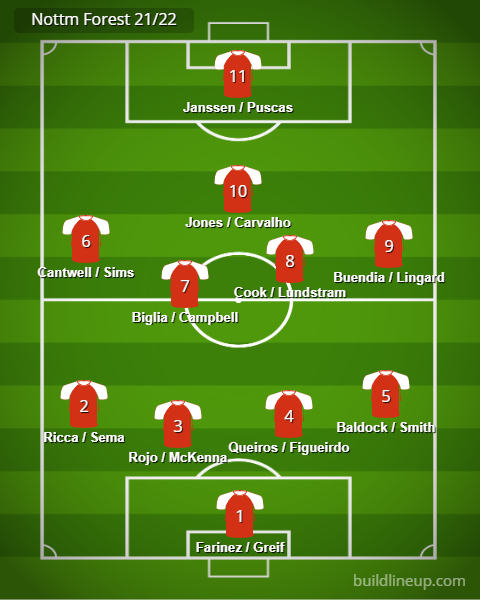 Nottm Forest 21/22
11
Janssen / Puscas
10
Jones / Carvalho
6
Cantwell / Sims
9
Buendia / Lingard
8
Cook / Lundstram
7
Biglia / Campbell
2
Ricca / Sema
3
Rojo / McKenna
4
Queiros / Figueirdo
5
Baldock / Smith
1
Farinez / Greif
buildlineup.com